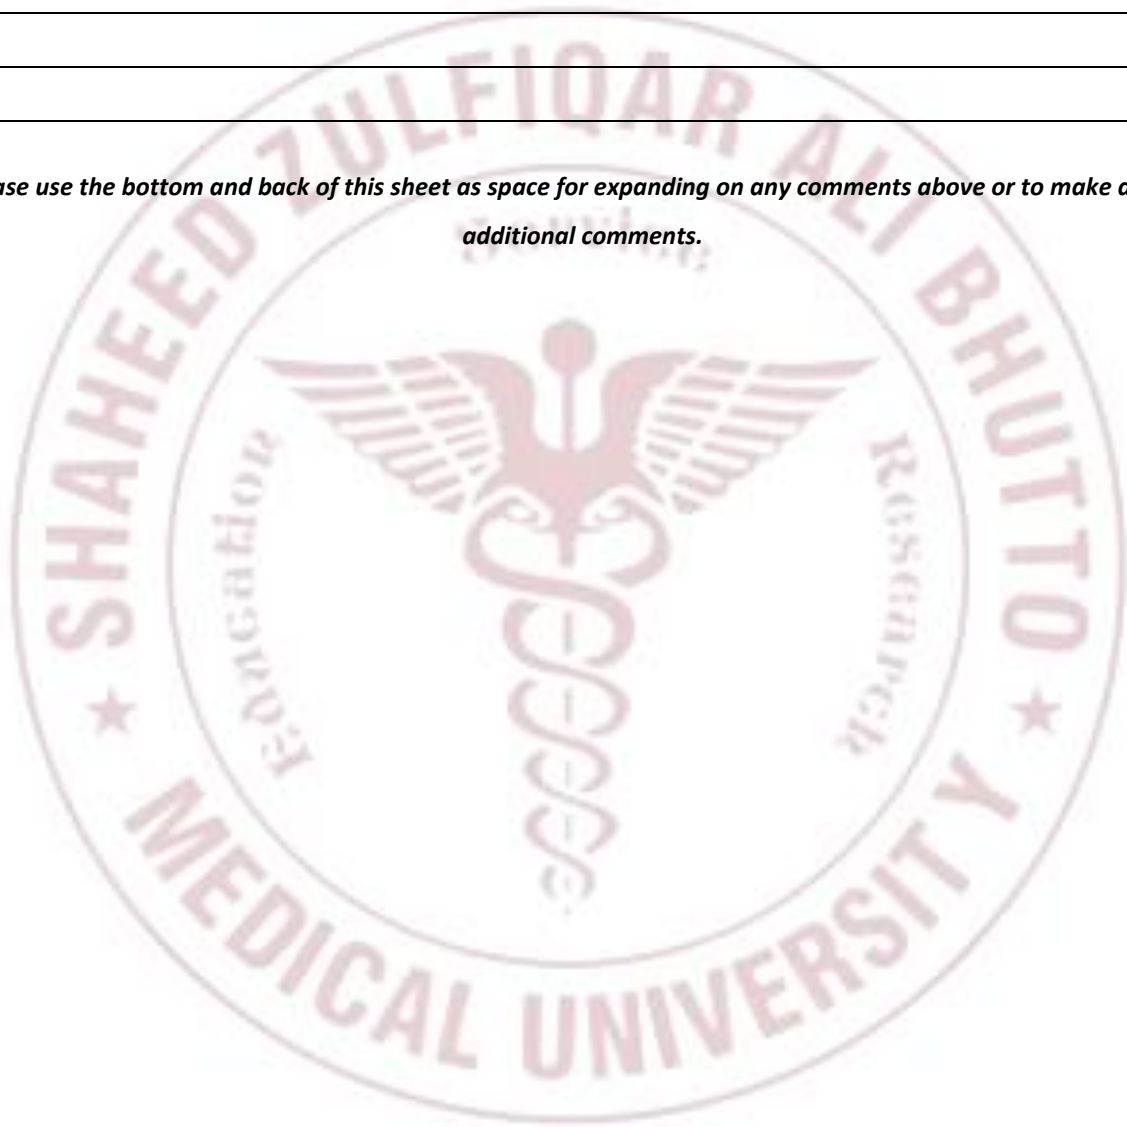 ase use the bottom and back of this sheet as space for expanding on any comments above or to make a
additional comments.
SHAHEED ZULFIQAR ALI BHUTTO
Service
Education
Research
MEDICAL UNIVERSITY